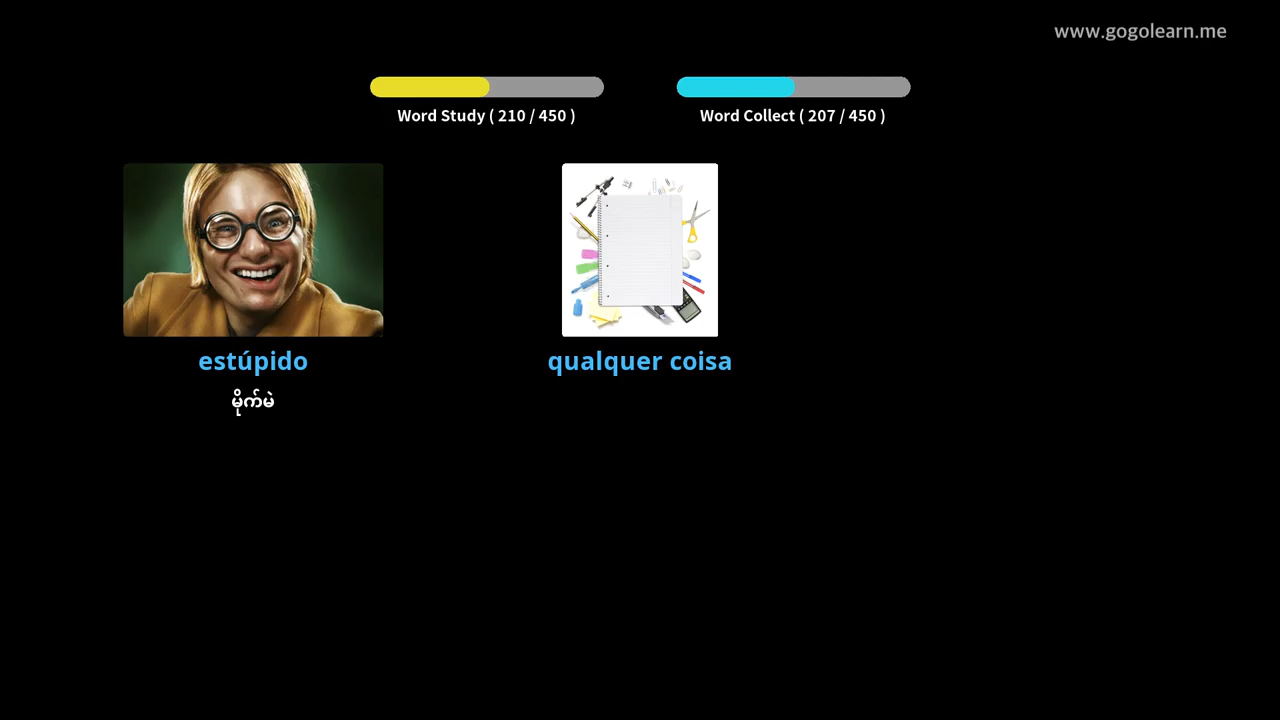 www.gogolearn.me
Word Study ( 210 / 450 )
Word Collect ( 207 / 450 )
estúpido
qualquer coisa
မိုက်မဲ